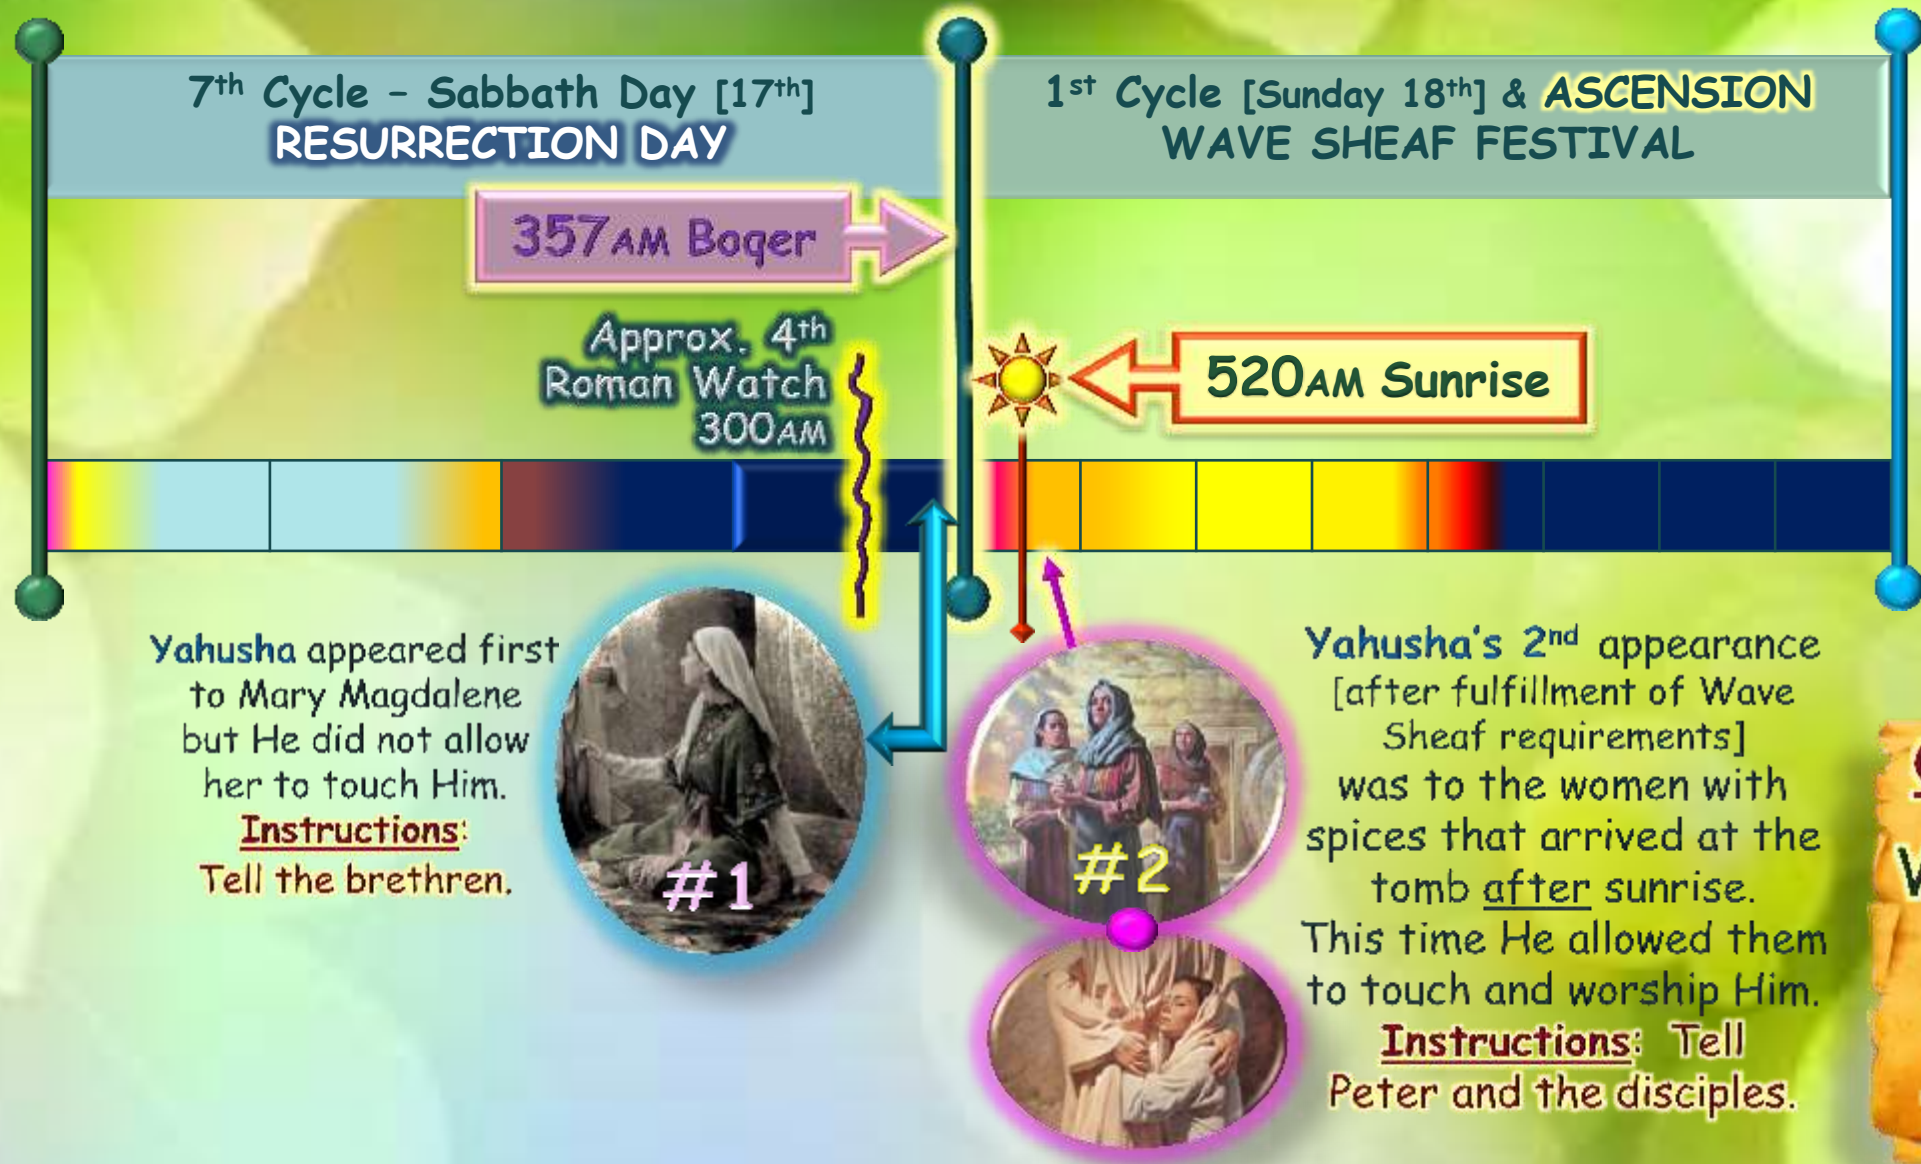 7th Cycle – Sabbath Day [17th]
RESURRECTION DAY
1st Cycle [Sunday 18th] & ASCENSION
WAVE SHEAF FESTIVAL
357AM Boqer
Approx. 4th
Roman Watch
300AM
520AM Sunrise
Yahusha appeared first
to Mary Magdalene
but He did not allow
her to touch Him.
Instructions:
Tell the brethren.
#1
#2
Yahusha's 2nd appearance
[after fulfillment of Wave
Sheaf requirements]
was to the women with
spices that arrived at the
tomb after sunrise.
This time He allowed them
to touch and worship Him.
Instructions: Tell
Peter and the disciples.